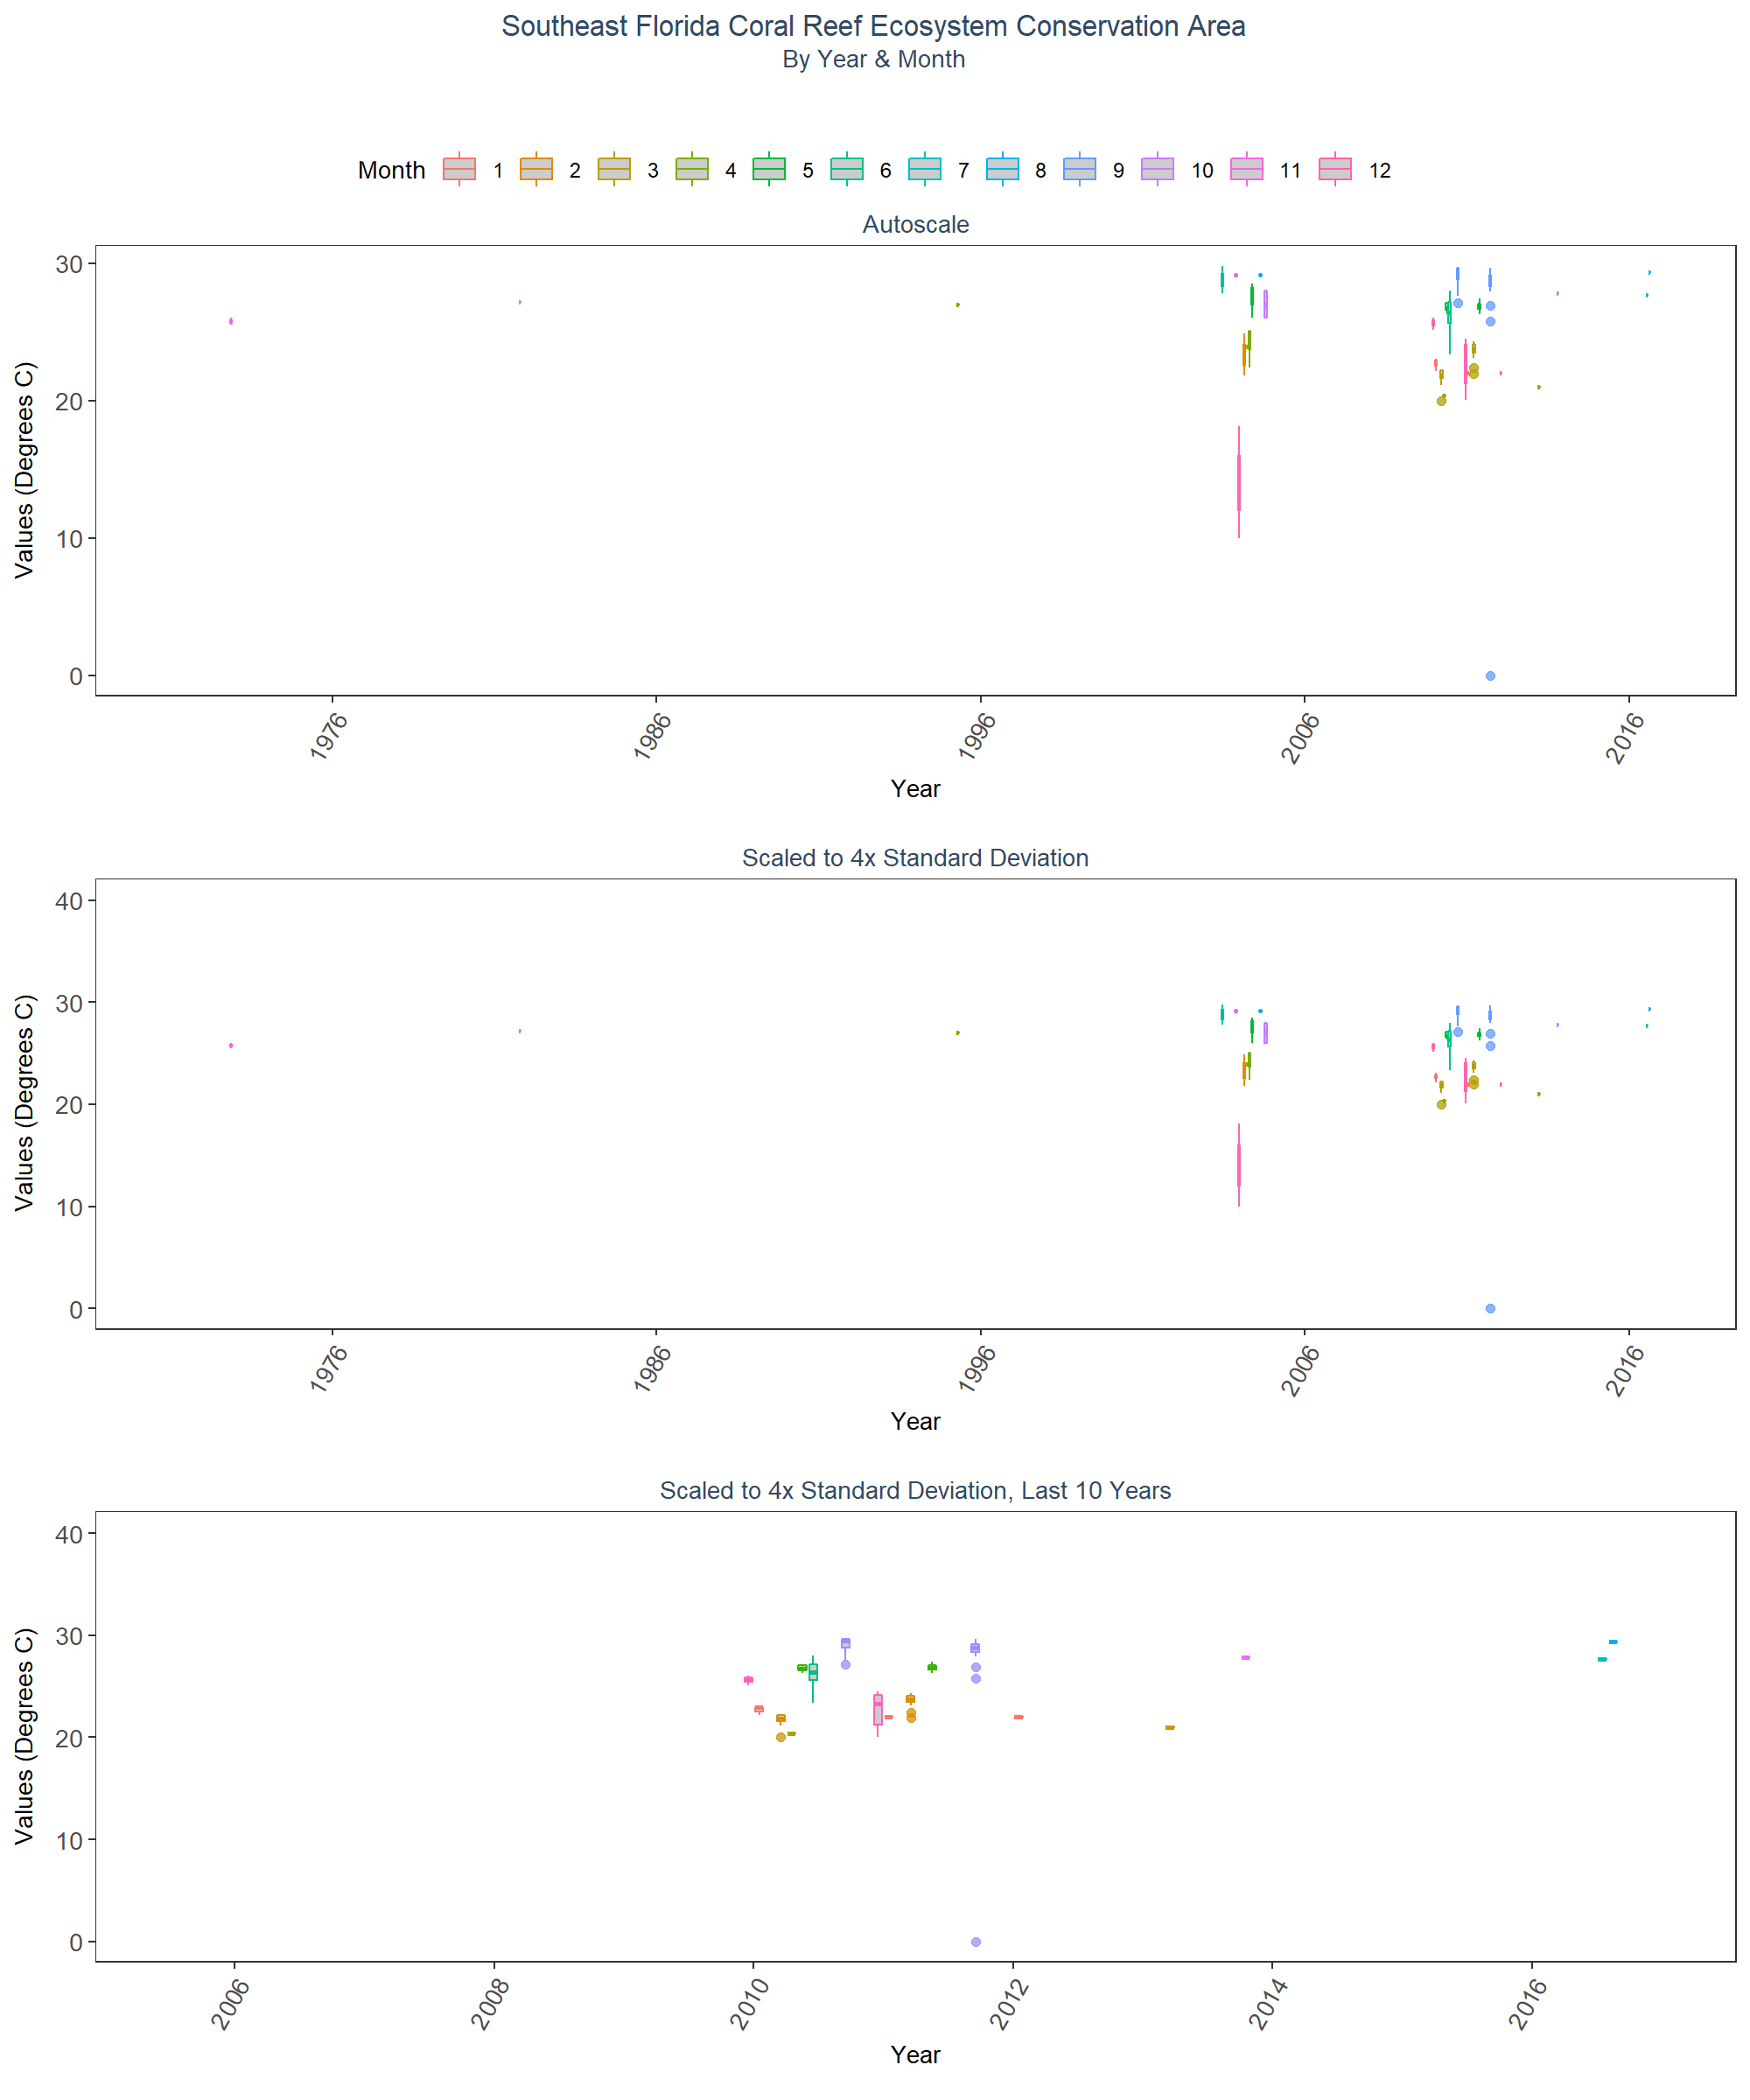 Southeast Florida Coral Reef Ecosystem Conservation Area
By Year & Month
Month 1 2 3 4 5 6 7 8 9 10 11 12
Autoscale
Values (Degrees C)
30
20
10
0
1976 1986 1996 2006 2016
Year
Scaled to 4x Standard Deviation
Values (Degrees C)
40
30
20
10
0
1976 1986 1996 2006 2016
Year
Scaled to 4x Standard Deviation, Last 10 Years
Values (Degrees C)
40
30
20
10
0
2006 2008 2010 2012 2014 2016
Year